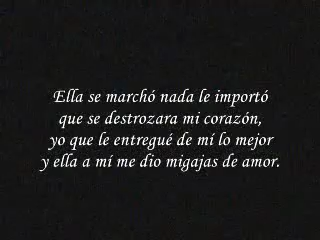 Ella se marchó nada le importó
que se destrozara mi corazón,
yo que le entregué de mí lo mejor
y ella a mí me dio migajas de amor.